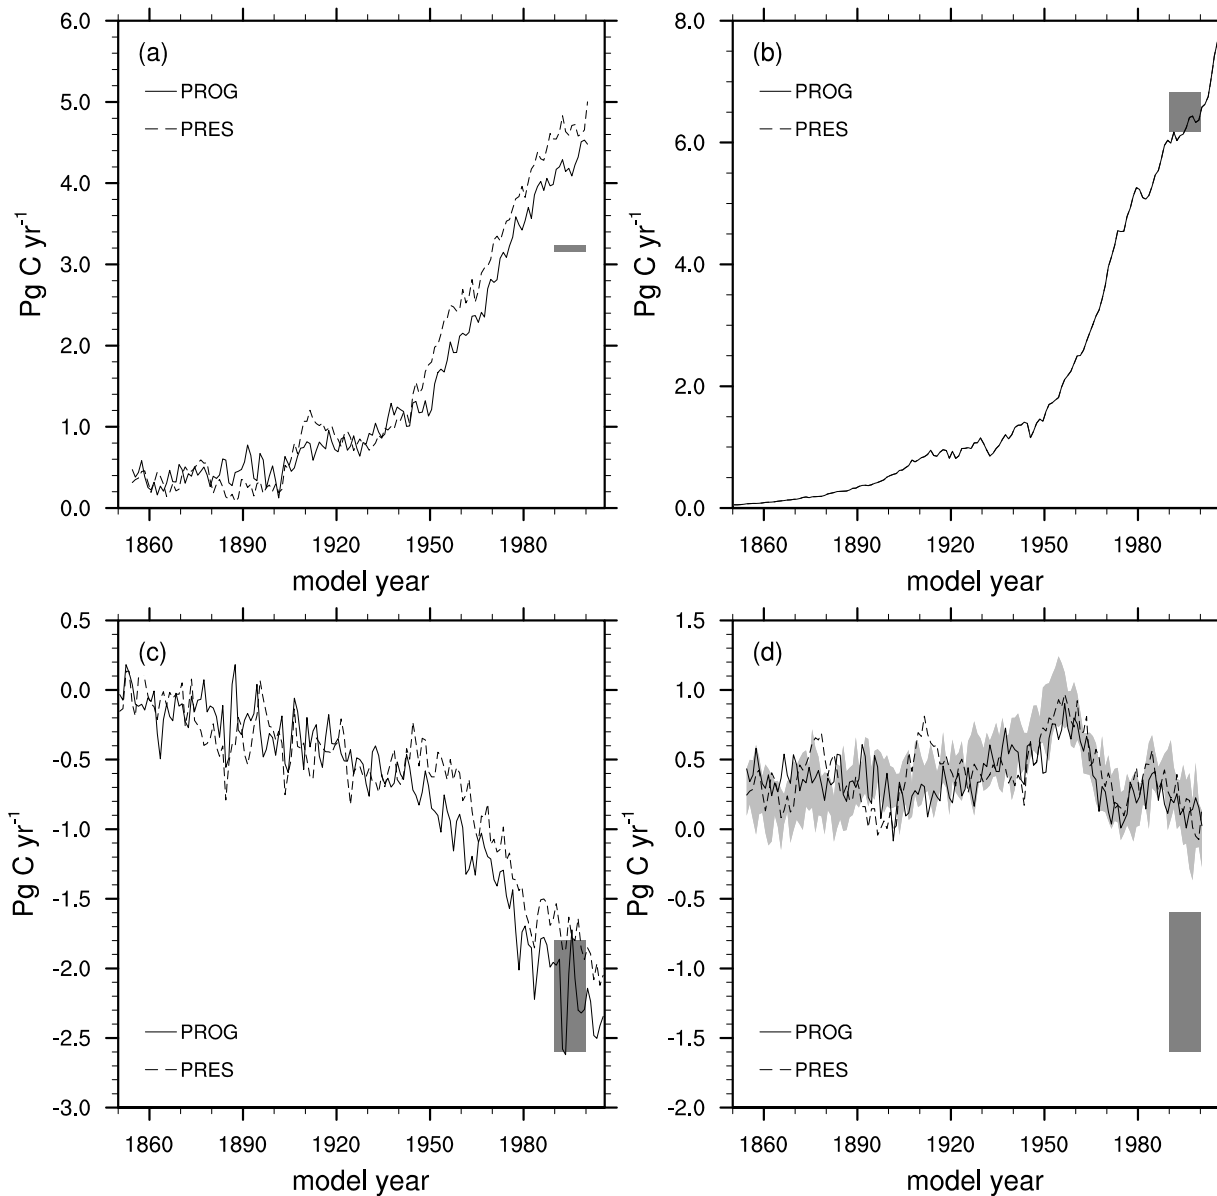 (a)
PROG
PRES
6.0
5.0
4.0
3.0
2.0
1.0
0.0
Pg C yr-1
1860 1890 1920 1950 1980
model year
(b)
PROG
PRES
8.0
6.0
4.0
2.0
0.0
Pg C yr-1
1860 1890 1920 1950 1980
model year
(c)
0.5
0.0
-0.5
-1.0
-1.5
-2.0
-2.5
-3.0
Pg C yr-1
PROG
PRES
1860 1890 1920 1950 1980
model year
(d)
1.5
1.0
0.5
0.0
-0.5
-1.0
-1.5
-2.0
Pg C yr-1
PROG
PRES
1860 1890 1920 1950 1980
model year